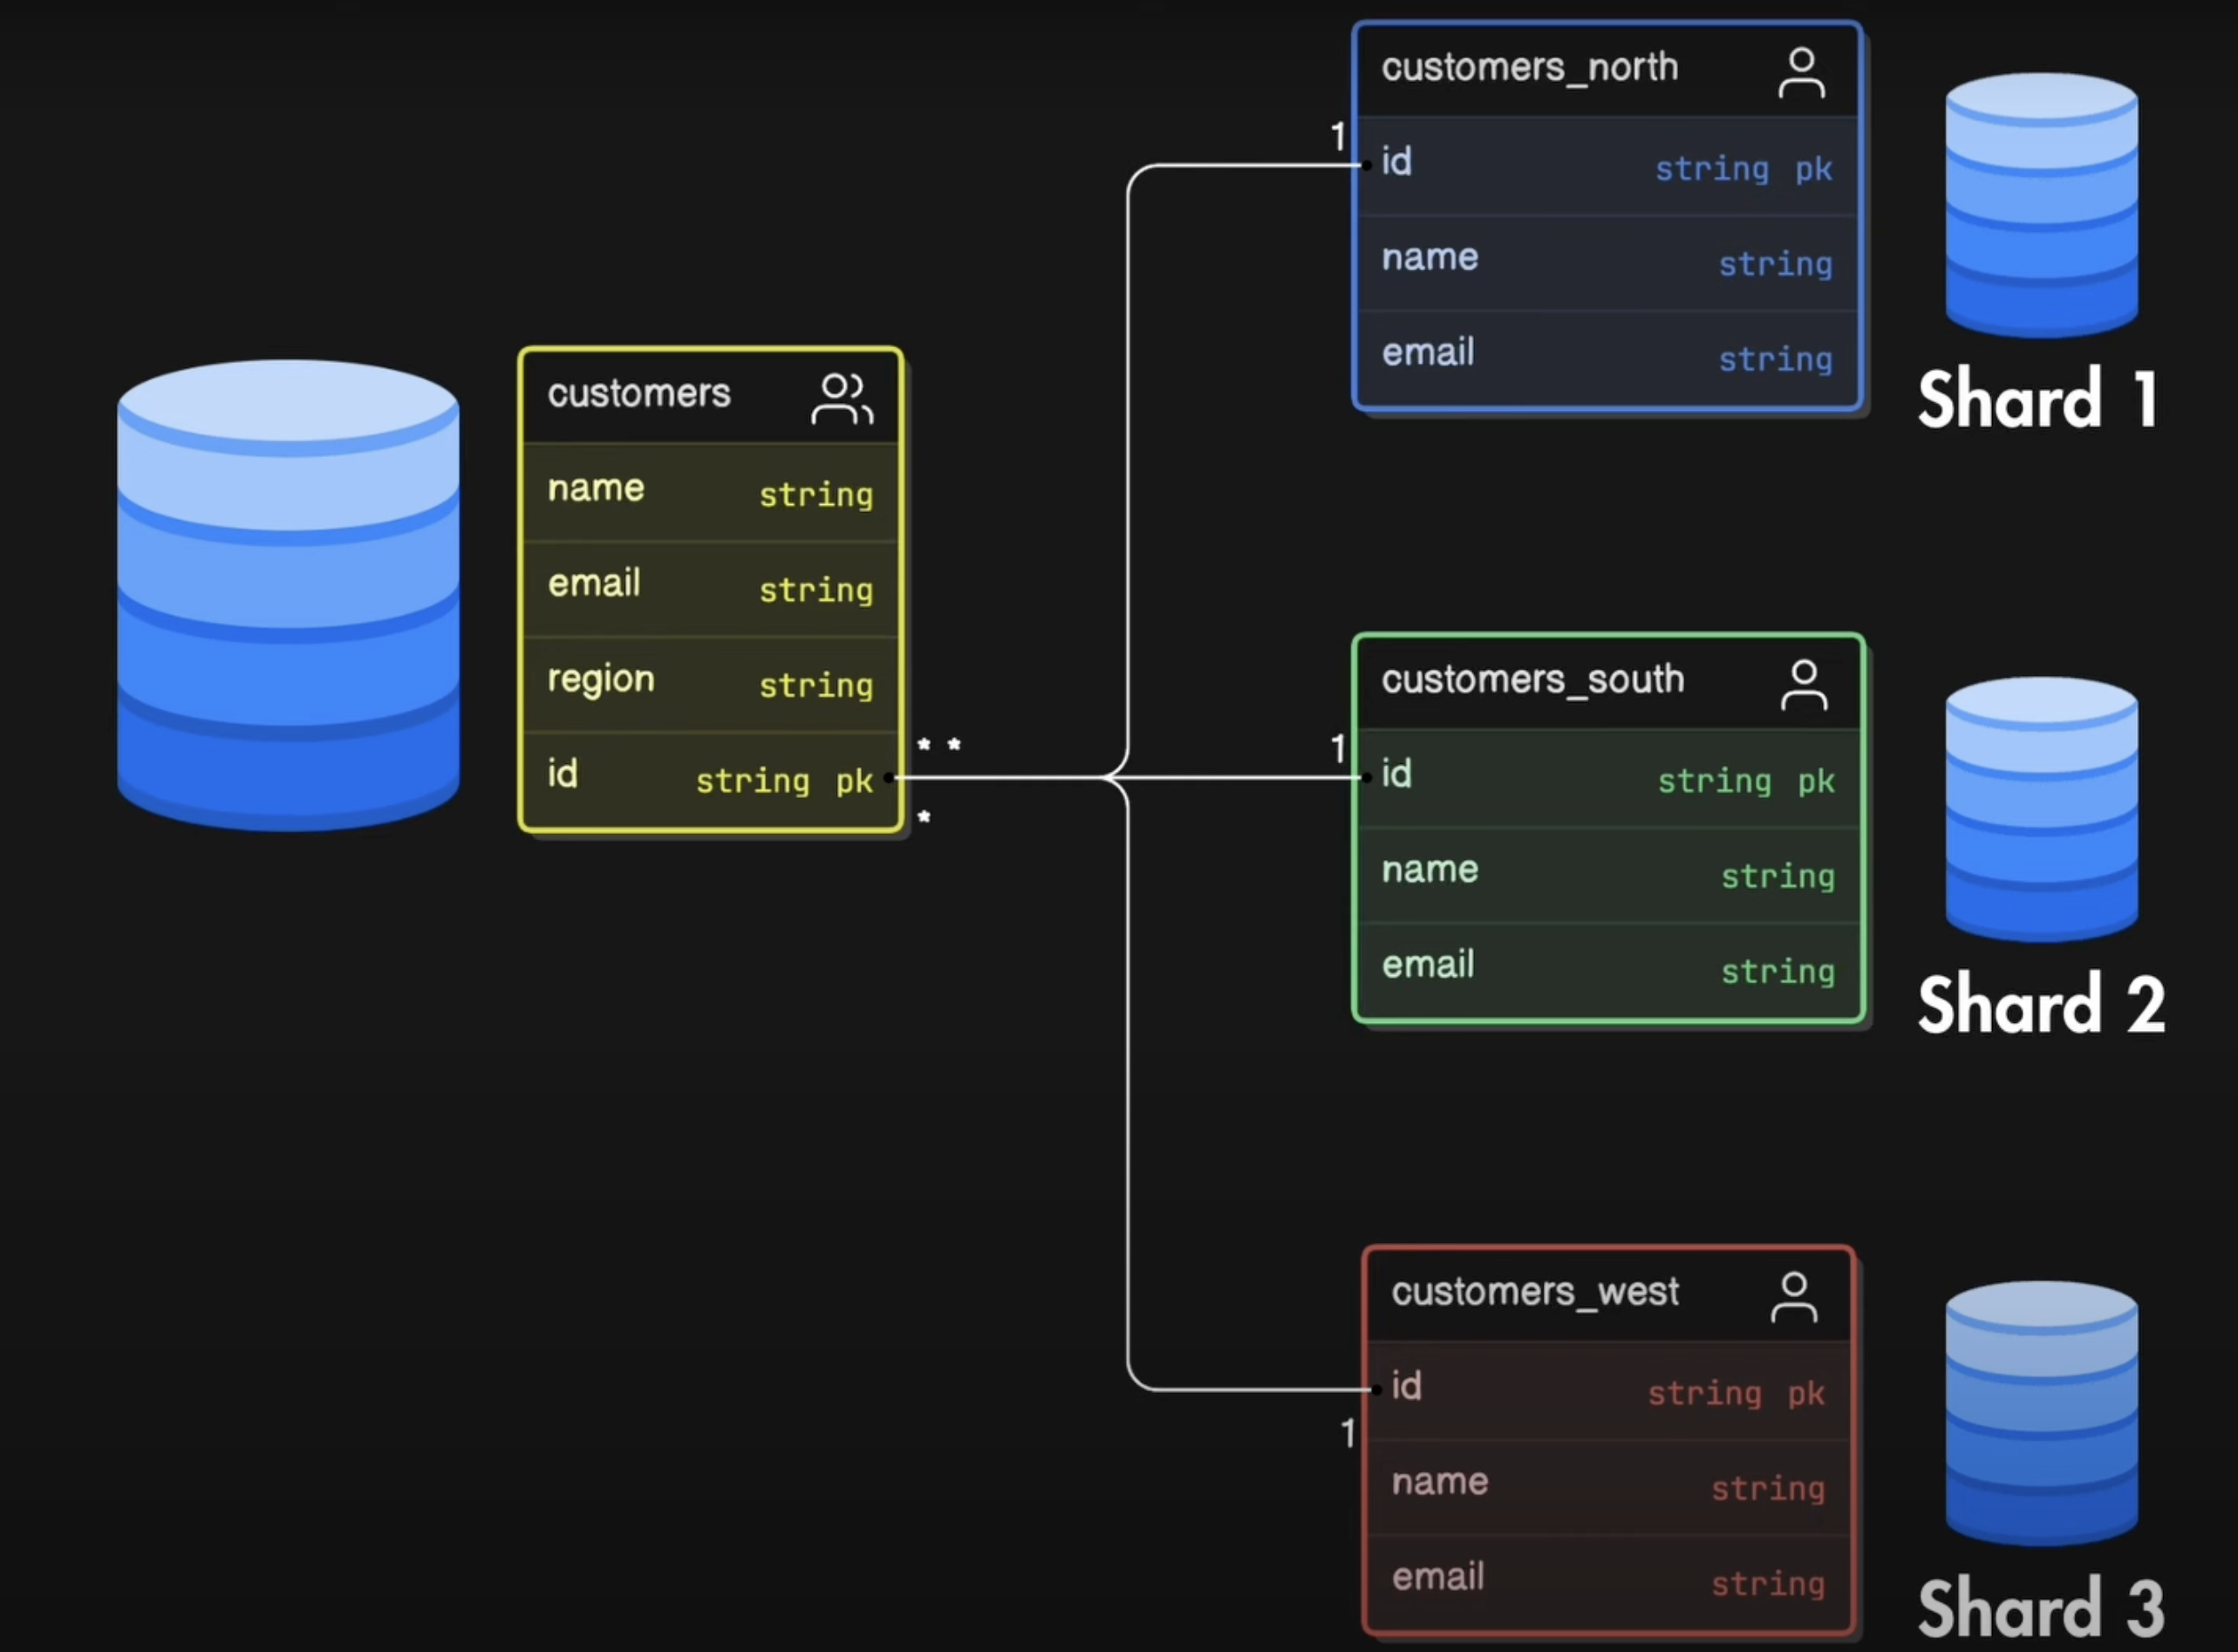 customers
name string
email string
region string
id string pk
* *
*
1
customers_north
id string pk
name string
email string
Shard 1
1
customers_south
id string pk
name string
email string
Shard 2
1
customers_west
id string pk
name string
email string
Shard 3